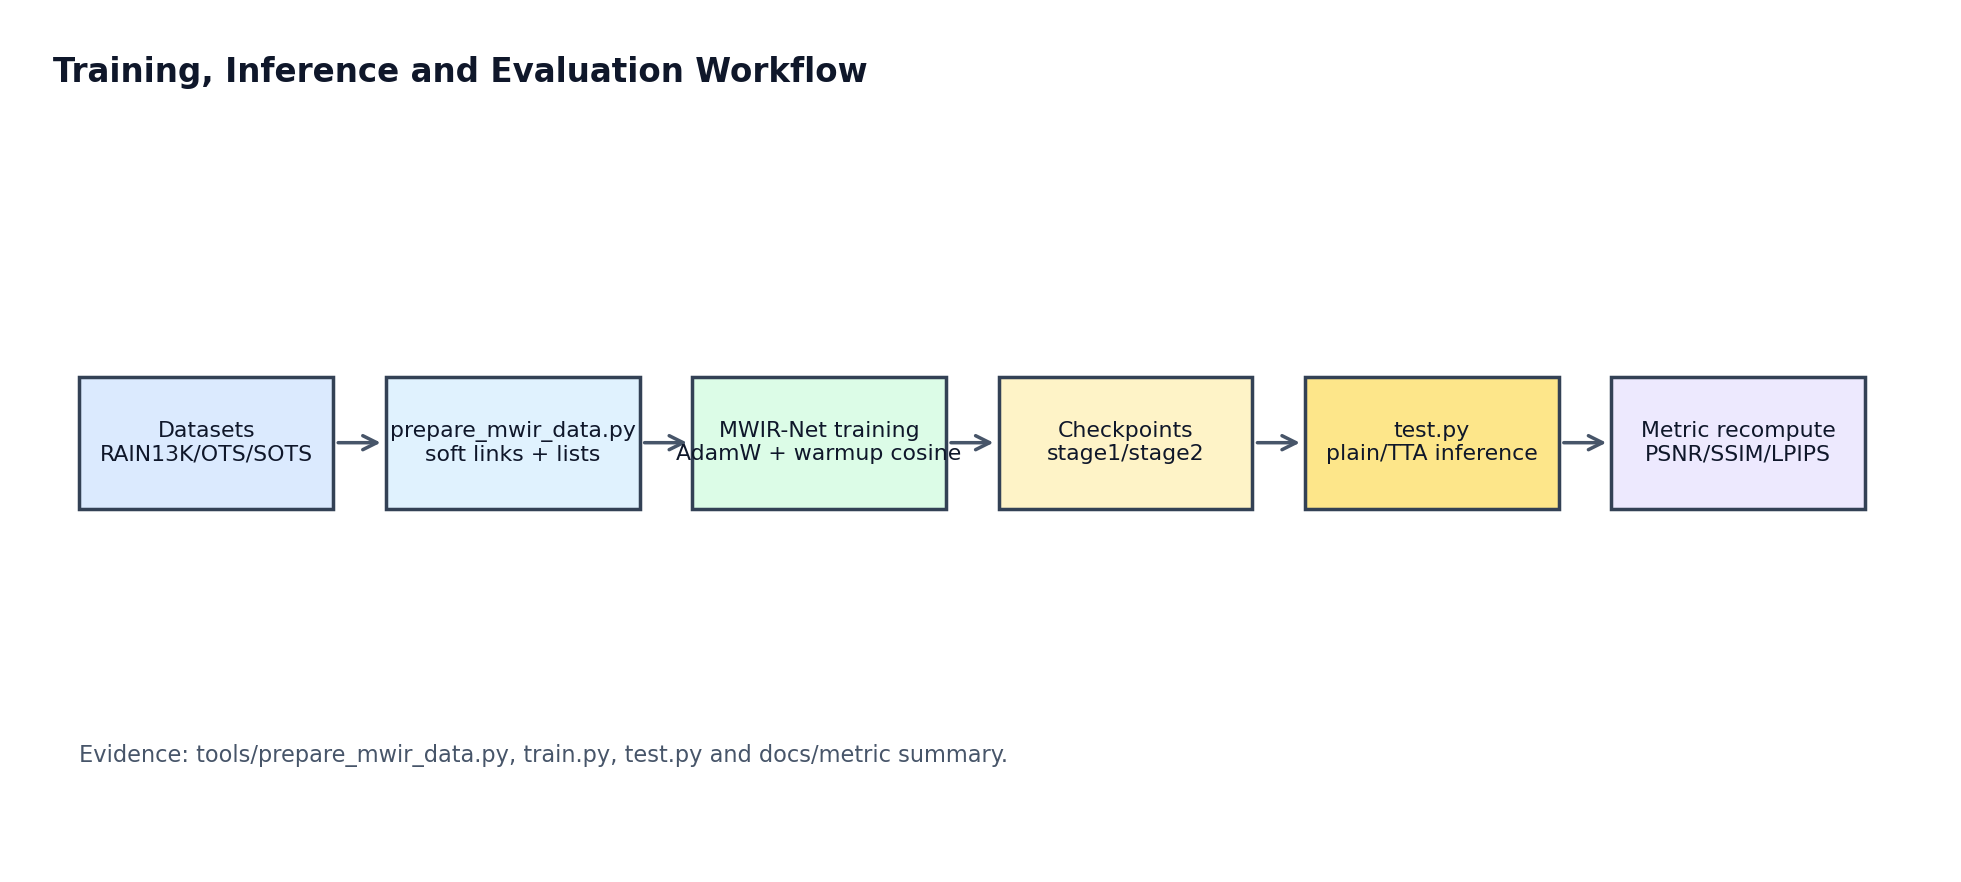 Training, Inference and Evaluation Workflow
Datasets
RAIN13K/OTS/SOTS
prepare_mwir_data.py
soft links + lists
MWIR-Net training
AdamW + warmup cosine
Checkpoints
stage1/stage2
test.py
plain/TTA inference
Metric recompute
PSNR/SSIM/LPIPS
Evidence: tools/prepare_mwir_data.py, train.py, test.py and docs/metric summary.